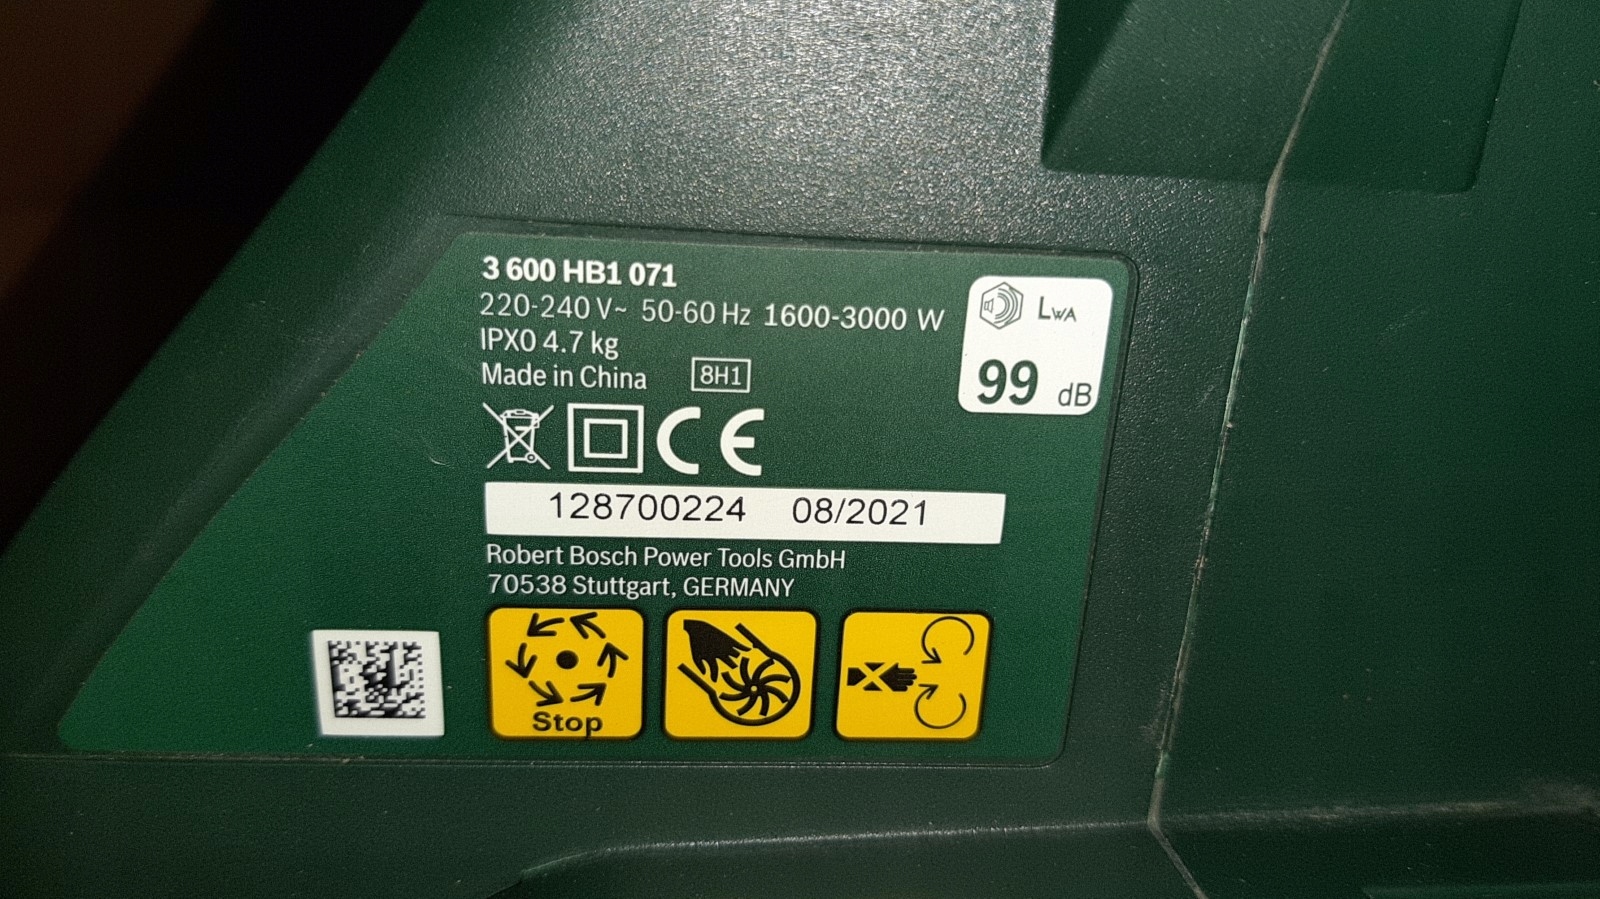 3 600 HB1 071
220-240 V~ 50-60 Hz 1600-3000 W
IPX0 4.7 kg
Made in China 8H1
LWA
99 dB
CE
128700224 08/2021
Robert Bosch Power Tools GmbH
70538 Stuttgart, GERMANY
Stop